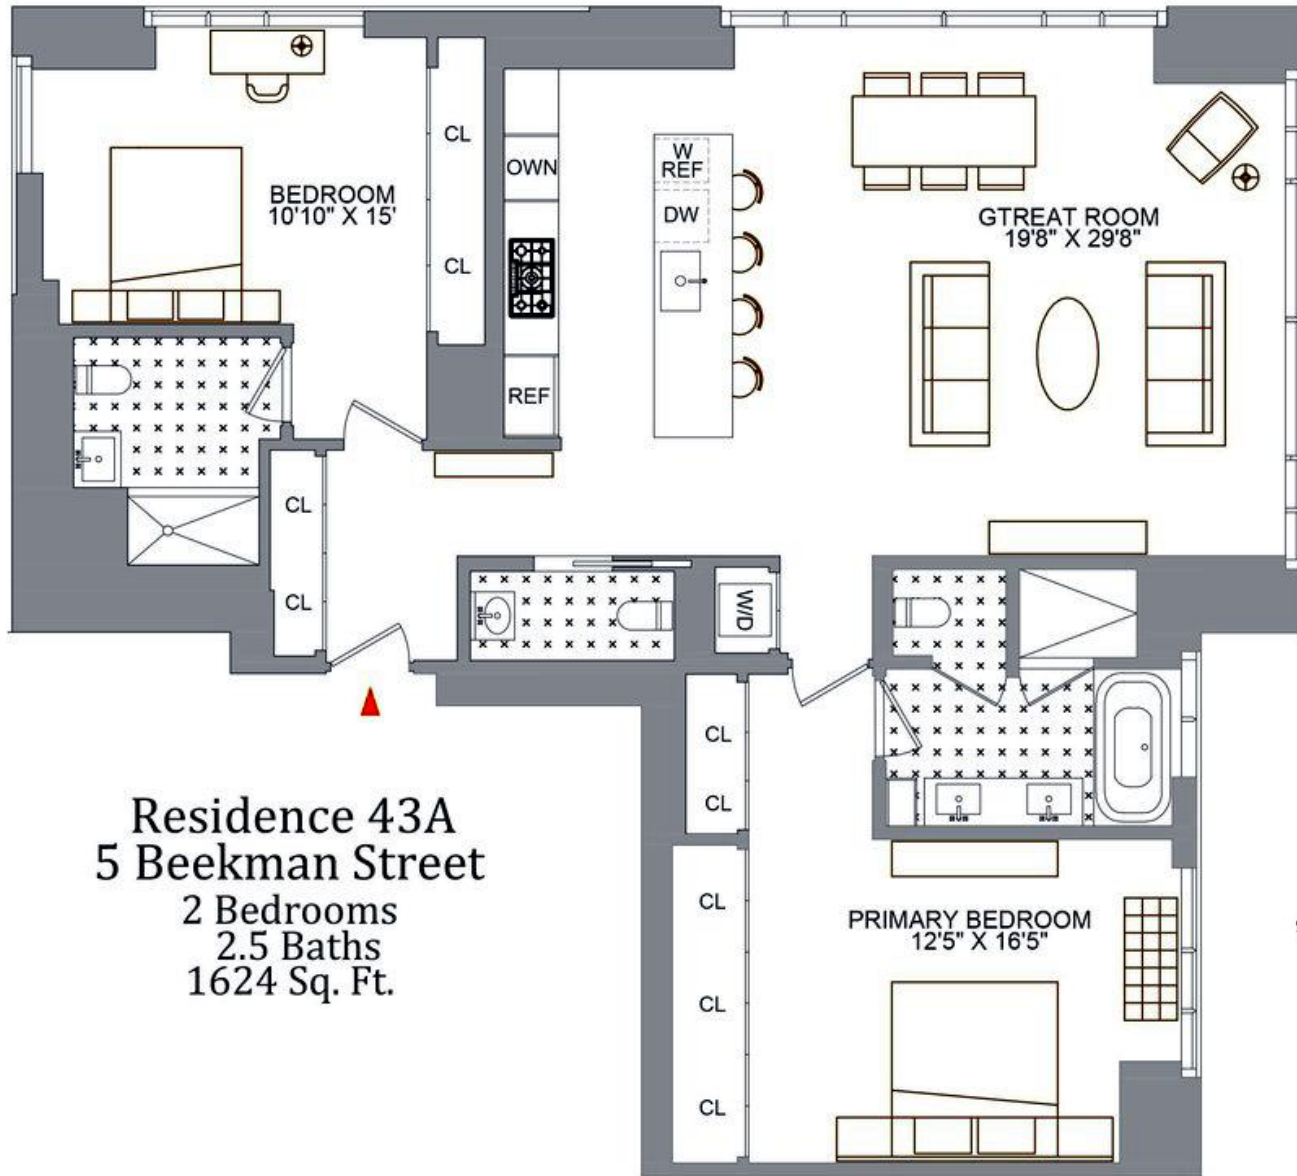 CL
CL
BEDROOM
10'10" X 15'
OWN
W
REF
DW
REF
GTREAT ROOM
19'8" X 29'8"
CL
CL
W/D
CL
CL
CL
CL
CL
PRIMARY BEDROOM
12'5" X 16'5"
Residence 43A
5 Beekman Street
2 Bedrooms
2.5 Baths
1624 Sq. Ft.